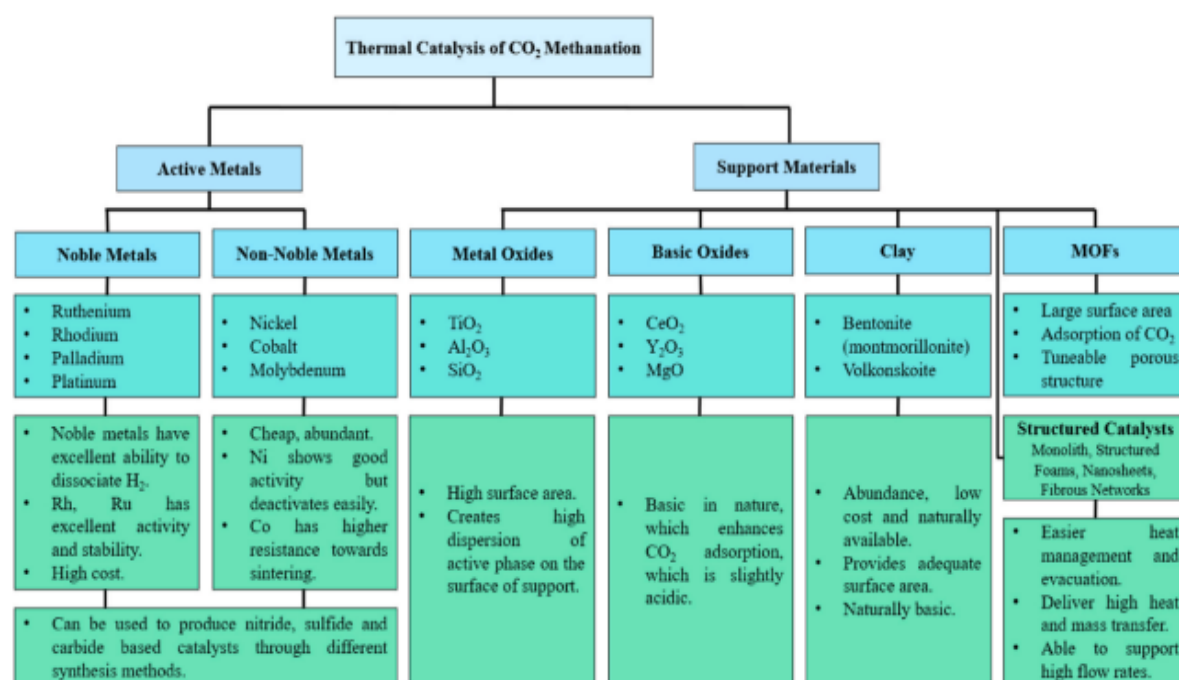 Thermal Catalysis of CO₂ Methanation
Active Metals
Support Materials
Noble Metals
Non-Noble Metals
Metal Oxides
Basic Oxides
Clay
MOFs
• Ruthenium
• Rhodium
• Palladium
• Platinum
• Nickel
• Cobalt
• Molybdenum
• TiO₂
• Al₂O₃
• SiO₂
• CeO₂
• Y₂O₃
• MgO
• Bentonite
(montmorillonite)
• Volkonskoite
• Large surface area
• Adsorption of CO₂
• Tuneable porous
structure
• Noble metals have
excellent ability to
dissociate H₂.
• Rh, Ru has
excellent activity
and stability.
• High cost.
• Cheap, abundant.
• Ni shows good
activity but
deactivates easily.
• Co has higher
resistance towards
sintering.
• Can be used to produce nitride, sulfide and
carbide based catalysts through different
synthesis methods.
• High surface area.
• Creates high
dispersion of
active phase on the
surface of support.
• Basic in nature,
which enhances
CO₂ adsorption,
which is slightly
acidic.
• Abundance, low
cost and naturally
available.
• Provides adequate
surface area.
• Naturally basic.
Structured Catalysts
Monolith, Structured
Foams, Nanosheets,
Fibrous Networks
• Easier heat
management and
evacuation.
• Deliver high heat
and mass transfer.
• Able to support
high flow rates.